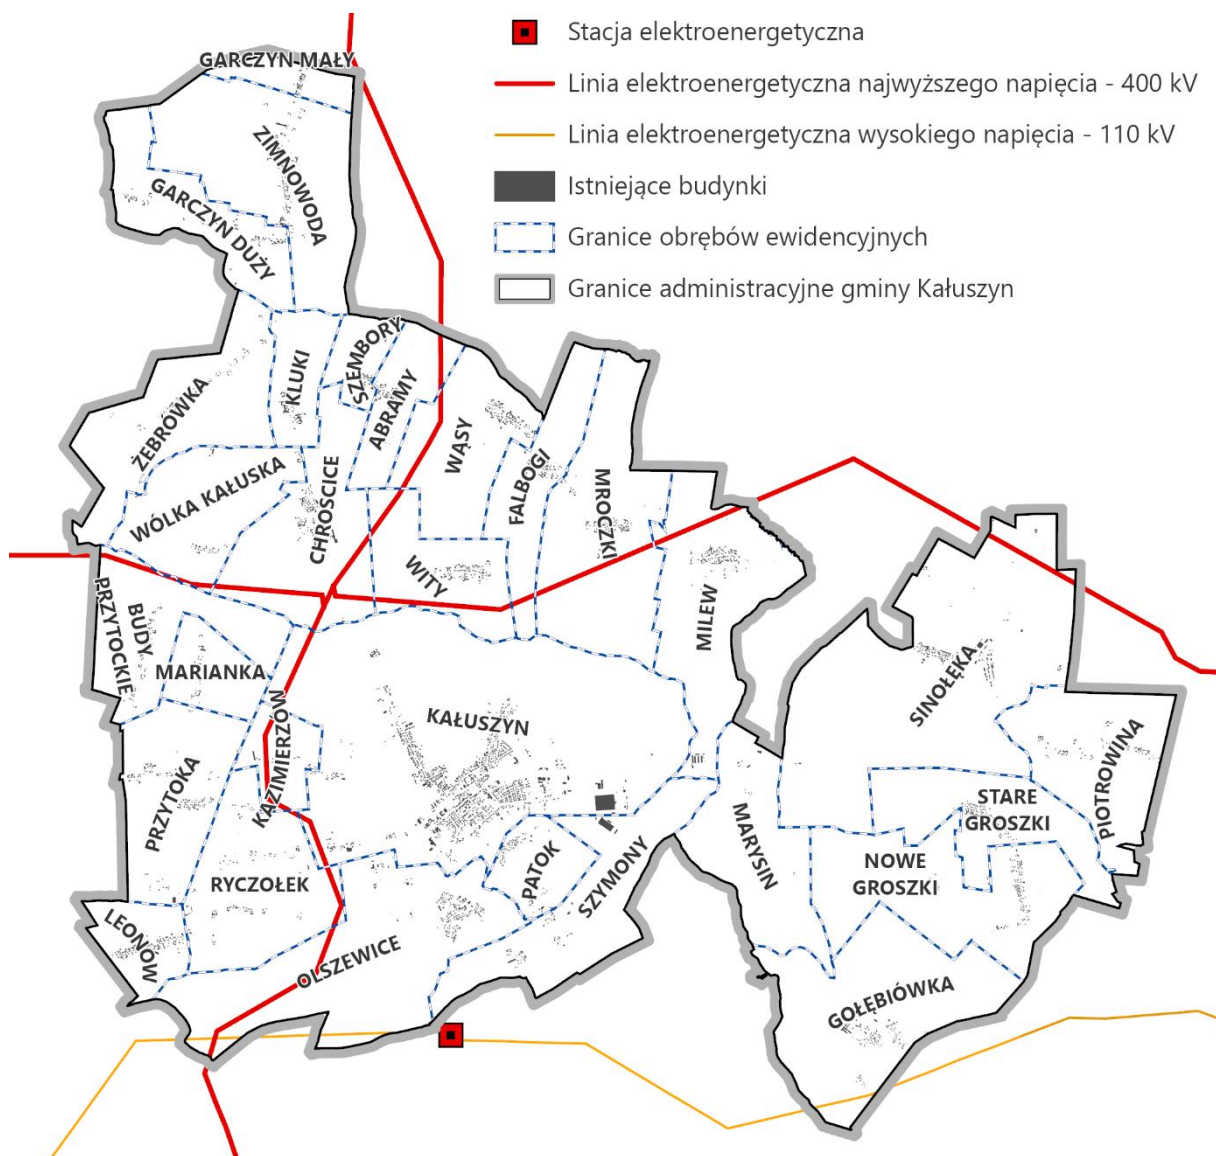 Stacja elektroenergetyczna
Linia elektroenergetyczna najwyższego napięcia - 400 kV
Linia elektroenergetyczna wysokiego napięcia - 110 kV
Istniejące budynki
Granice obrębów ewidencyjnych
Granice administracyjne gminy Kałuszyn
GARCZYN MAŁY
ZIMNOWODA
GARCZYN DUŻY
SZEMBORY
KLUKI
ABRAMY
ŻEBRÓWKA
WĄSY
FALBOGI
WÓLKA KAŁUSKA
CHROŚCICE
MROCZKI
WITY
MILEW
BUDY
PRZYTOCKIE
MARIANKA
SINOŁĘKA
KAŁUSZYN
KAZIMIERZÓW
PIOTROWINA
PRZYTOKA
STARE
GROSZKI
MARYSIN
NOWE
GROSZKI
PATOK
SZYMONY
RYCZOŁEK
LEONÓW
OLSZEWICE
GOŁĘBIÓWKA